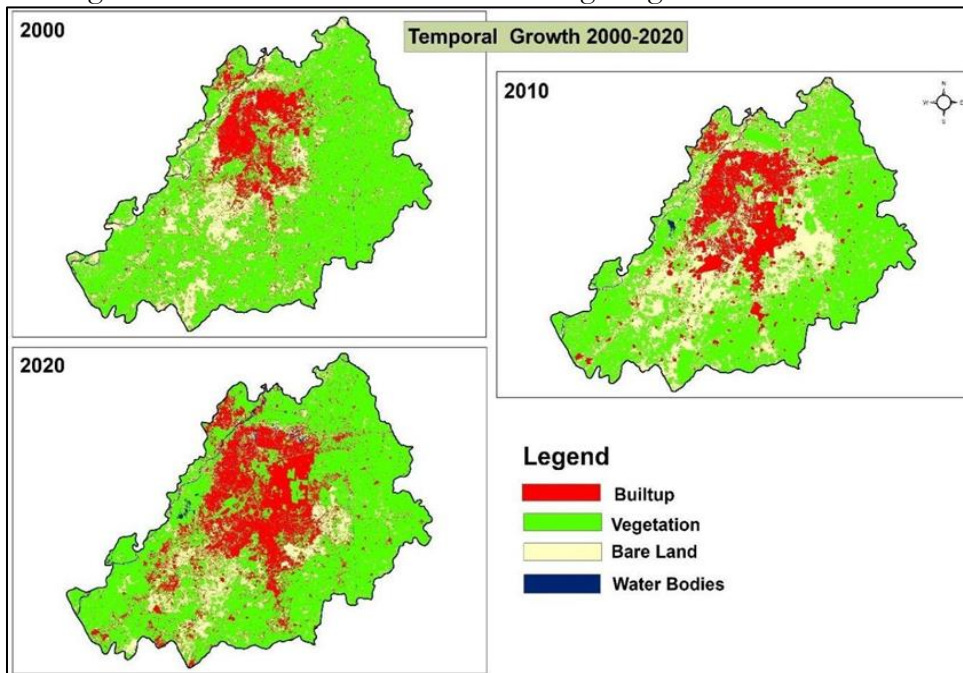 2000
Temporal Growth 2000-2020
2010
N
W E
S
2020
Legend
Builtup
Vegetation
Bare Land
Water Bodies